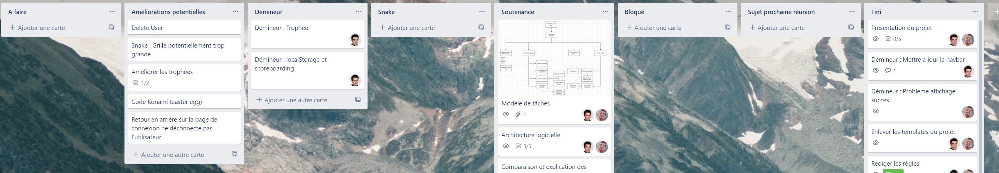 A faire
Ajouter une carte
Améliorations potentielles
Delete User
Snake : Grille potentiellement trop
grande
Améliorer les trophées
1/2
Code Konami (easter egg)
Retour en arrière sur la page de
connexion ne déconnecte pas
l'utilisateur
Ajouter une autre carte
Démineur
Démineur : Trophée
Démineur : localStorage et
scoreboarding
Ajouter une autre carte
Snake
Ajouter une carte
Soutenance
Modèle de tâches
1
Architecture logicielle
3/5
Comparaison et explication des
Bloqué
Ajouter une carte
Sujet prochaine réunion
Ajouter une carte
Fini
Présentation du projet
0/5
Démineur : Mettre à jour la navbar
1
Démineur : Probleme affichage
succes
Enlever les templates du projet
Rédiger les règles